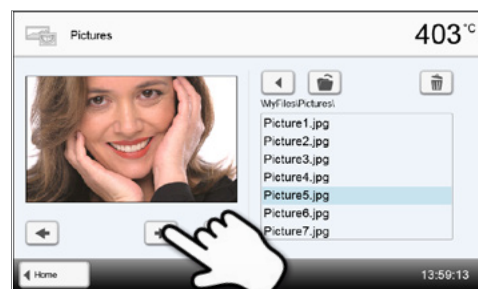 Pictures
403°C
\MyFiles\Pictures\
Picture1.jpg
Picture2.jpg
Picture3.jpg
Picture4.jpg
Picture5.jpg
Picture6.jpg
Picture7.jpg
Home
13:59:13